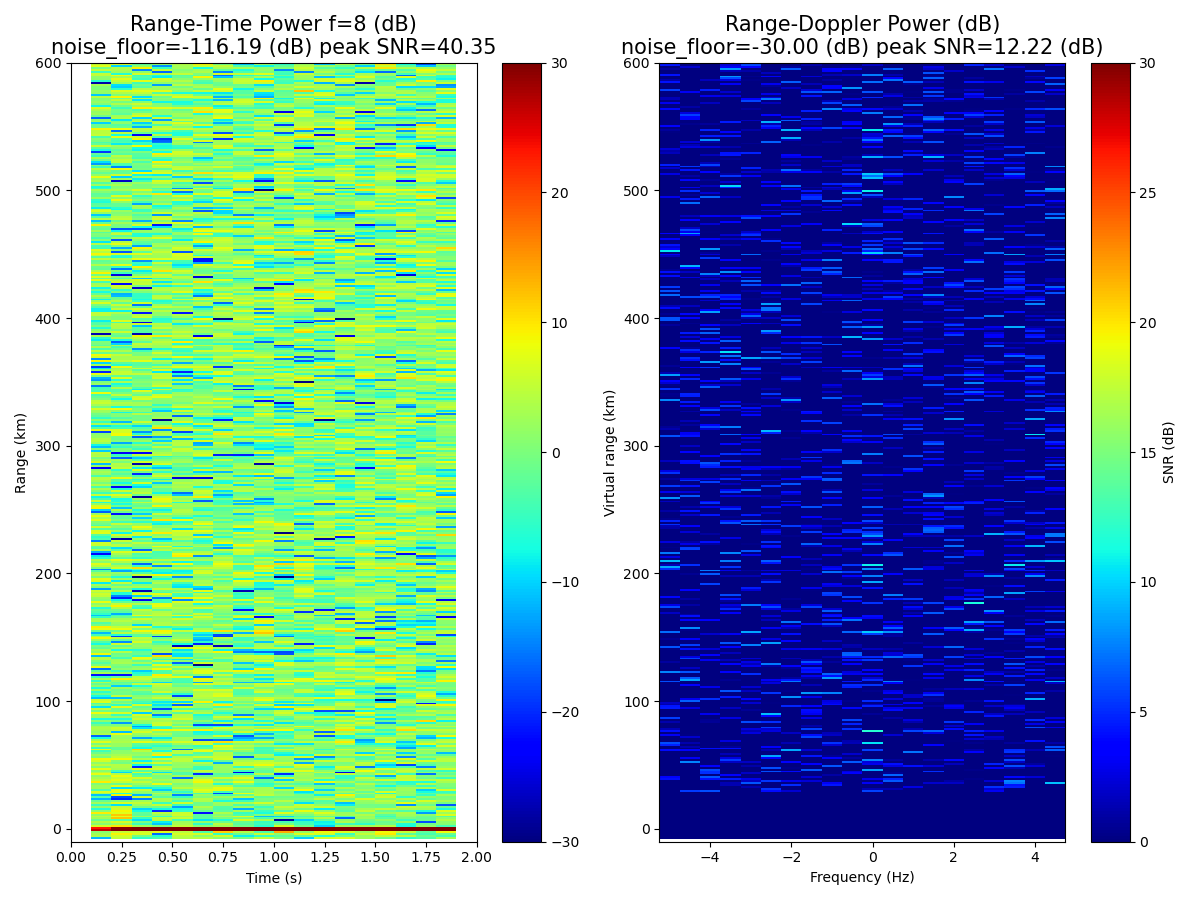 Range-Time Power f=8 (dB)
noise_floor=-116.19 (dB) peak SNR=40.35
600
500
400
300
200
100
0
Range (km)
0.00 0.25 0.50 0.75 1.00 1.25 1.50 1.75 2.00
Time (s)
30
20
10
0
−10
−20
−30
Range-Doppler Power (dB)
noise_floor=-30.00 (dB) peak SNR=12.22 (dB)
600
500
400
300
200
100
0
Virtual range (km)
−4 −2 0 2 4
Frequency (Hz)
30
25
20
15
10
5
0
SNR (dB)